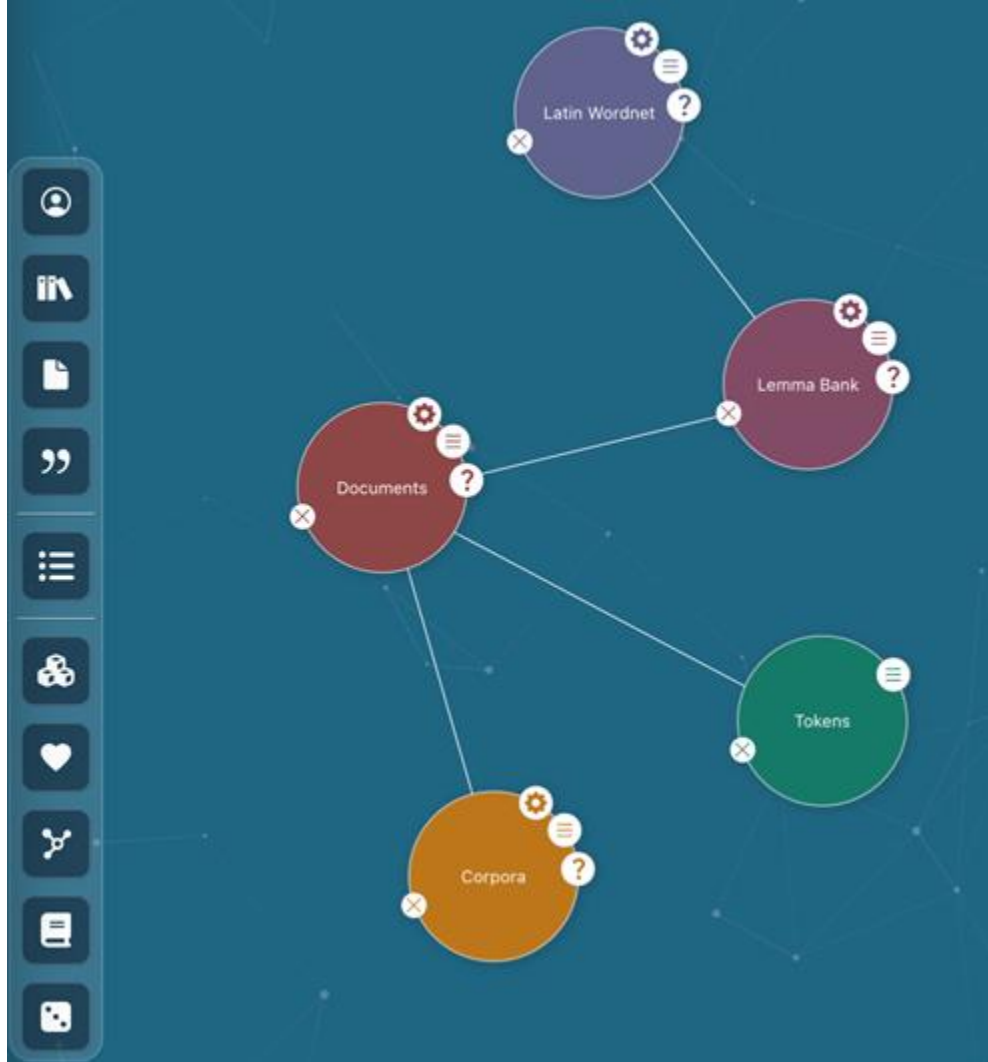 Latin Wordnet
?
Lemma Bank
?
Documents
?
Tokens
Corpora
?